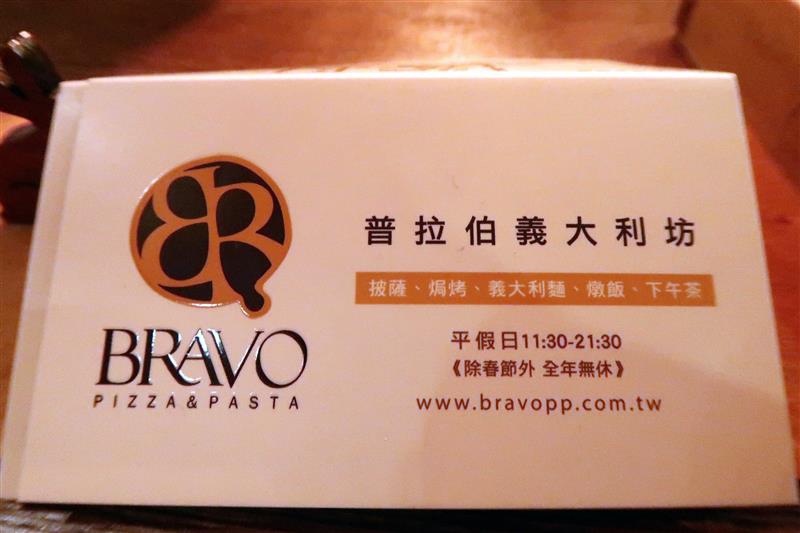 普拉伯義大利坊
披薩、焗烤、義大利麵、燉飯、下午茶
平假日11:30-21:30
《除春節外 全年無休》
www.bravopp.com.tw
BR
BRAVO
PIZZA&PASTA